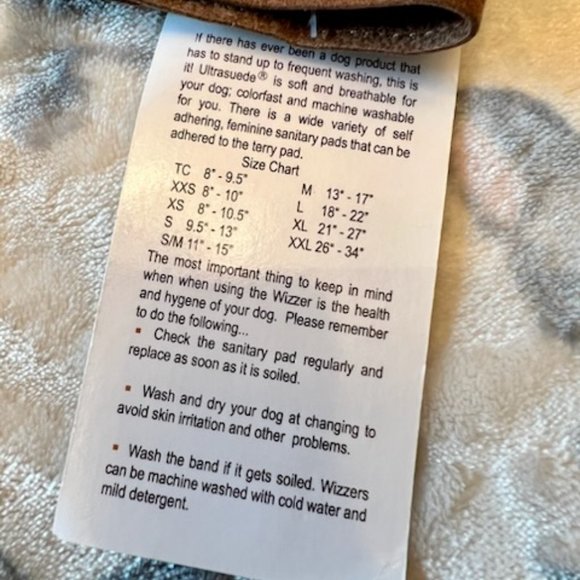 1
If there has ever been a dog product that
has to stand up to frequent washing, this is
it! Ultrasuede® is soft and breathable for
your dog; colorfast and machine washable
for you. There is a wide variety of self
adhering, feminine sanitary pads that can be
adhered to the terry pad.
Size Chart
TC 8" - 9.5"
XXS 8" - 10"
XS 8" - 10.5"
S 9.5" - 13"
S/M 11" - 15"
M 13" - 17"
L 18" - 22"
XL 21" - 27"
XXL 26" - 34"
The most important thing to keep in mind
when when using the Wizzer is the health
and hygene of your dog. Please remember
to do the following...
▪ Check the sanitary pad regularly and
replace as soon as it is soiled.
▪ Wash and dry your dog at changing to
avoid skin irritation and other problems.
▪ Wash the band if it gets soiled. Wizzers
can be machine washed with cold water and
mild detergent.